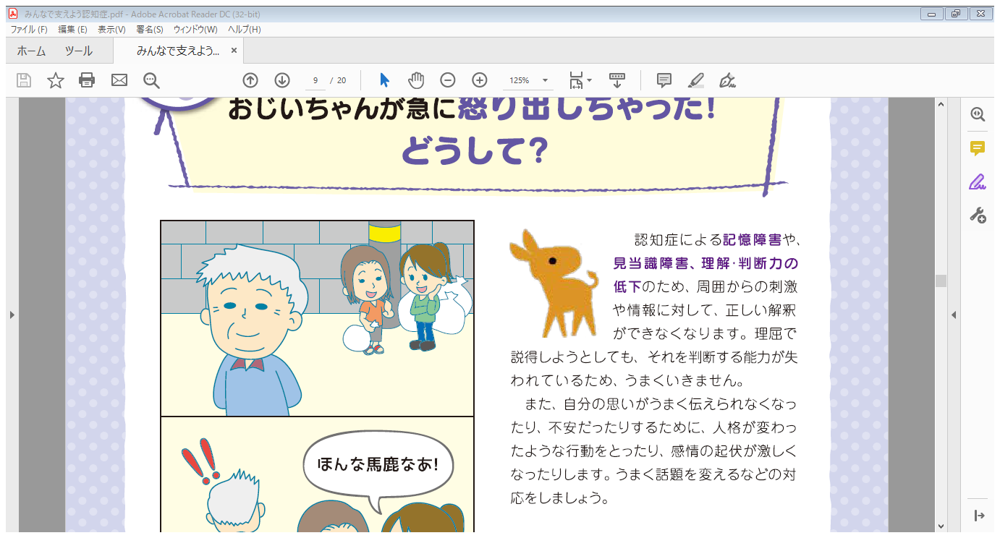 みんなで支えよう認知症.pdf - Adobe Acrobat Reader DC (32-bit)
ファイル(F) 編集(E) 表示(V) 署名(S) ウィンドウ(W) ヘルプ(H)
ホーム ツール みんなで支えよう... ×
9 / 20 125%
おじいちゃんが急に怒り出しちゃった!
どうして？
認知症による記憶障害や、
見当識障害、理解・判断力の
低下のため、周囲からの刺激
や情報に対して、正しい解釈
ができなくなります。理屈で
説得しようとしても、それを判断する能力が失
われているため、うまくいきません。
また、自分の思いがうまく伝えられなくなっ
たり、不安だったりするために、人格が変わっ
たような行動をとったり、感情の起伏が激しく
なったりします。うまく話題を変えるなどの対
応をしましょう。
!!
ほんな馬鹿なあ!